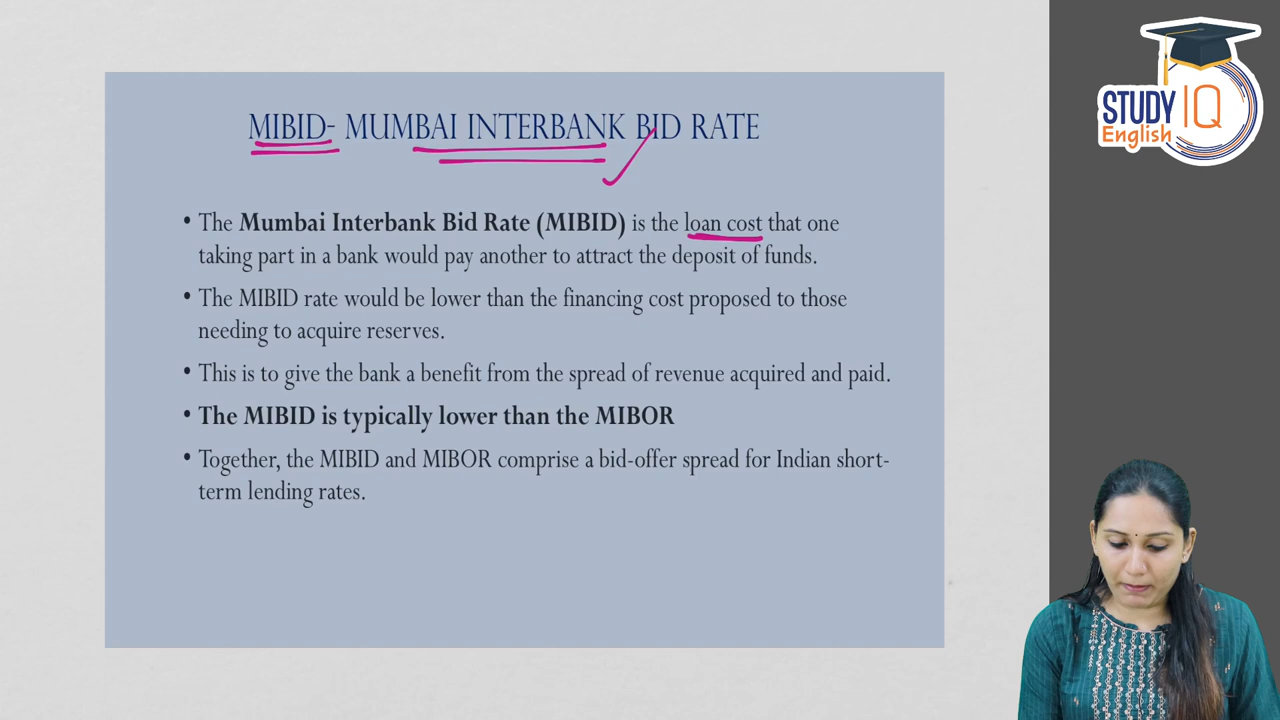 MIBID- MUMBAI INTERBANK BID RATE
• The Mumbai Interbank Bid Rate (MIBID) is the loan cost that one
taking part in a bank would pay another to attract the deposit of funds.
• The MIBID rate would be lower than the financing cost proposed to those
needing to acquire reserves.
• This is to give the bank a benefit from the spread of revenue acquired and paid.
• The MIBID is typically lower than the MIBOR
• Together, the MIBID and MIBOR comprise a bid-offer spread for Indian short-
term lending rates.
STUDY IQ
English